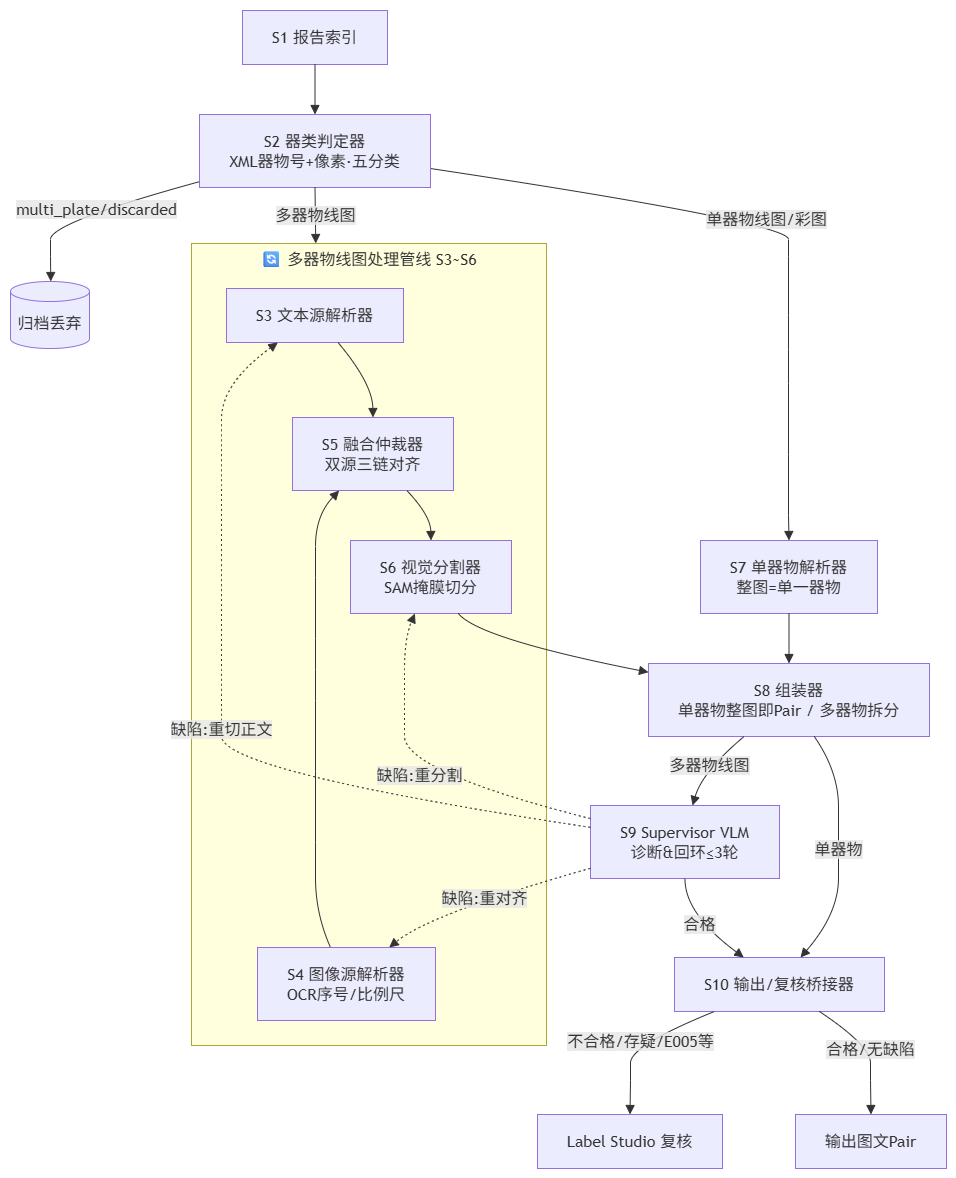 S1 报告索引
S2 器类判定器
XML器物号+像素·五分类
multi_plate/discarded
多器物线图
单器物线图/彩图
归档丢弃
🔄 多器物线图处理管线 S3~S6
S3 文本源解析器
S5 融合仲裁器
双源三链对齐
S6 视觉分割器
SAM掩膜切分
S7 单器物解析器
整图=单一器物
S8 组装器
单器物整图即Pair / 多器物拆分
缺陷:重切正文
缺陷:重分割
多器物线图
S9 Supervisor VLM
诊断&回环≤3轮
单器物
缺陷:重对齐
合格
S4 图像源解析器
OCR序号/比例尺
S10 输出/复核桥接器
不合格/存疑/E005等
合格/无缺陷
Label Studio 复核
输出图文Pair